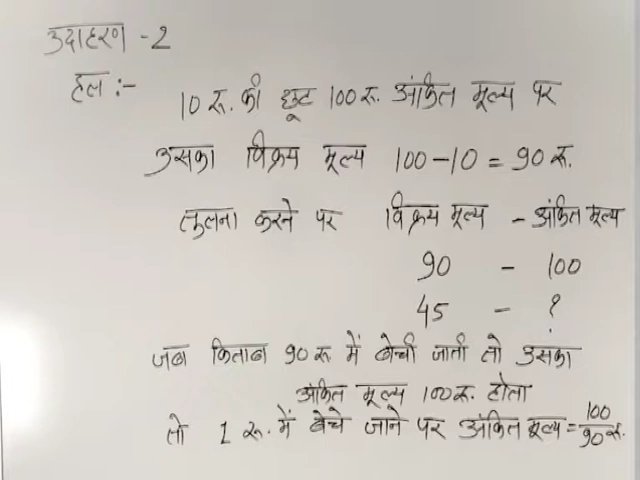 उदाहरण - 2
हल :-
10 रू. की छूट 100 रू. अंकित मूल्य पर
उसका विक्रय मूल्य 100 - 10 = 90 रू.
तुलना करने पर विक्रय मूल्य - अंकित मूल्य
90 - 100
45 - ?
जब किताब 90 रू में बेची जाती तो उसका
अंकित मूल्य 100 रू. होता
तो 1 रू. में बेचे जाने पर अंकित मूल्य = 100/90 रू.